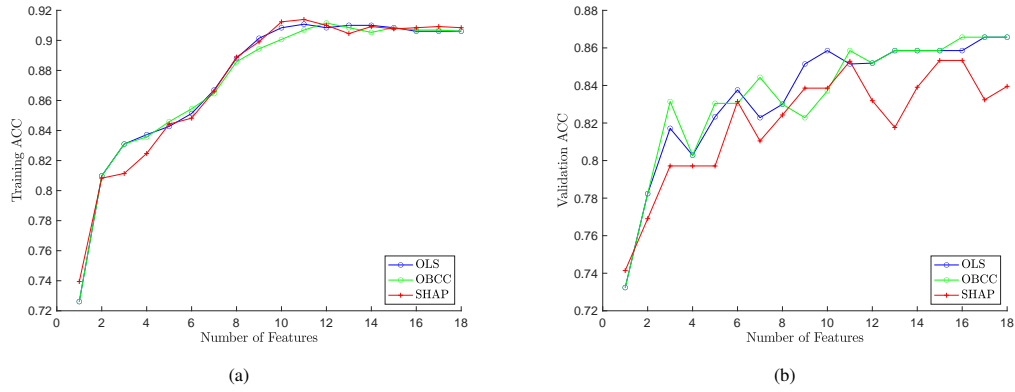 0.92
0.9
0.88
0.86
0.84
0.82
0.8
0.78
0.76
0.74
0.72
Training ACC
0 2 4 6 8 10 12 14 16 18
Number of Features
OLS
OBCC
SHAP
(a)
0.88
0.86
0.84
0.82
0.8
0.78
0.76
0.74
0.72
Validation ACC
0 2 4 6 8 10 12 14 16 18
Number of Features
OLS
OBCC
SHAP
(b)